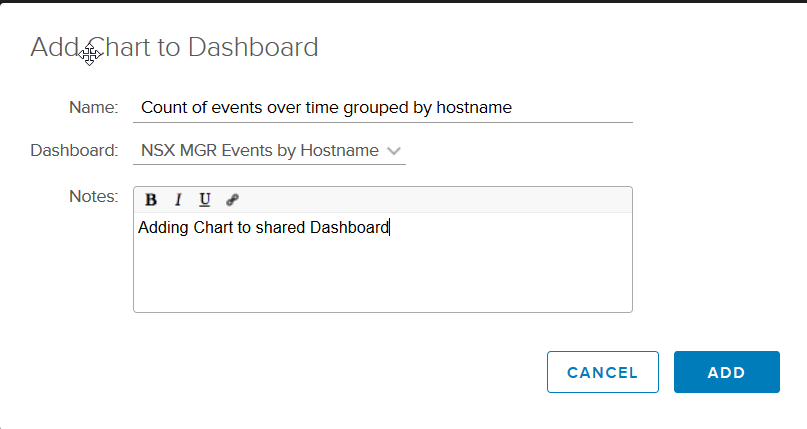 Add Chart to Dashboard
Name: Count of events over time grouped by hostname
Dashboard: NSX MGR Events by Hostname
Notes: B I U
Adding Chart to shared Dashboard
CANCEL ADD